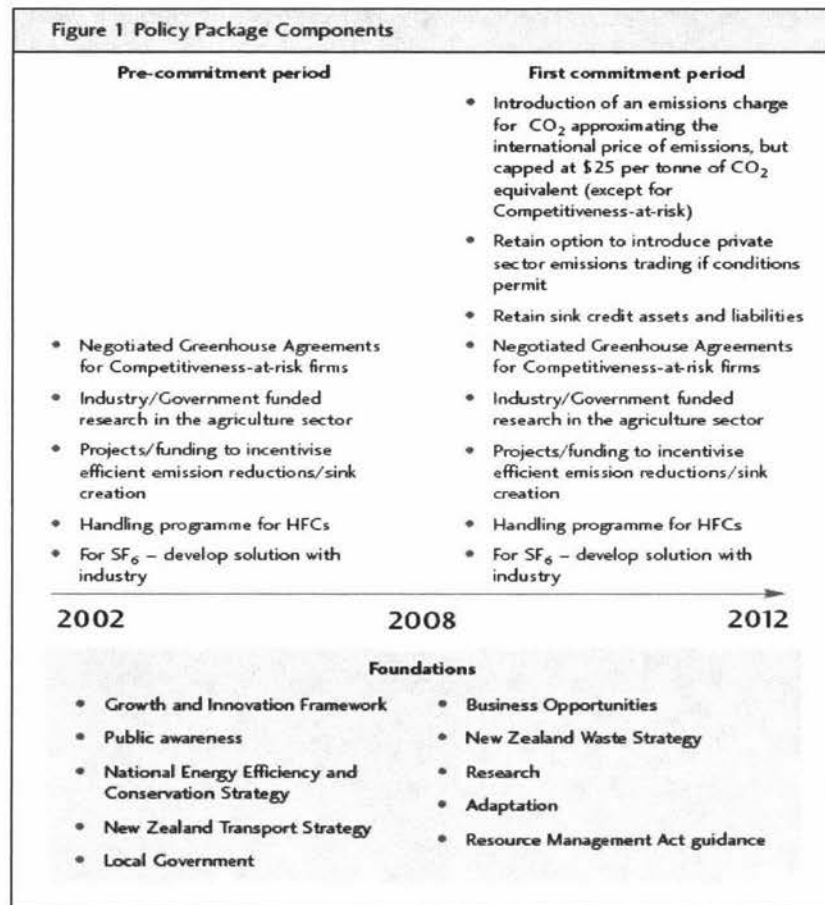 Figure 1 Policy Package Components
Pre-commitment period
• Negotiated Greenhouse Agreements
for Competitiveness-at-risk firms
• Industry/Government funded
research in the agriculture sector
• Projects/funding to incentivise
efficient emission reductions/sink
creation
• Handling programme for HFCs
• For SF₆ – develop solution with
industry
First commitment period
• Introduction of an emissions charge
for CO₂ approximating the
international price of emissions, but
capped at $25 per tonne of CO₂
equivalent (except for
Competitiveness-at-risk)
• Retain option to introduce private
sector emissions trading if conditions
permit
• Retain sink credit assets and liabilities
• Negotiated Greenhouse Agreements
for Competitiveness-at-risk firms
• Industry/Government funded
research in the agriculture sector
• Projects/funding to incentivise
efficient emission reductions/sink
creation
• Handling programme for HFCs
• For SF₆ – develop solution with
industry
2002 2008 2012
Foundations
• Growth and Innovation Framework
• Public awareness
• National Energy Efficiency and
Conservation Strategy
• New Zealand Transport Strategy
• Local Government
• Business Opportunities
• New Zealand Waste Strategy
• Research
• Adaptation
• Resource Management Act guidance